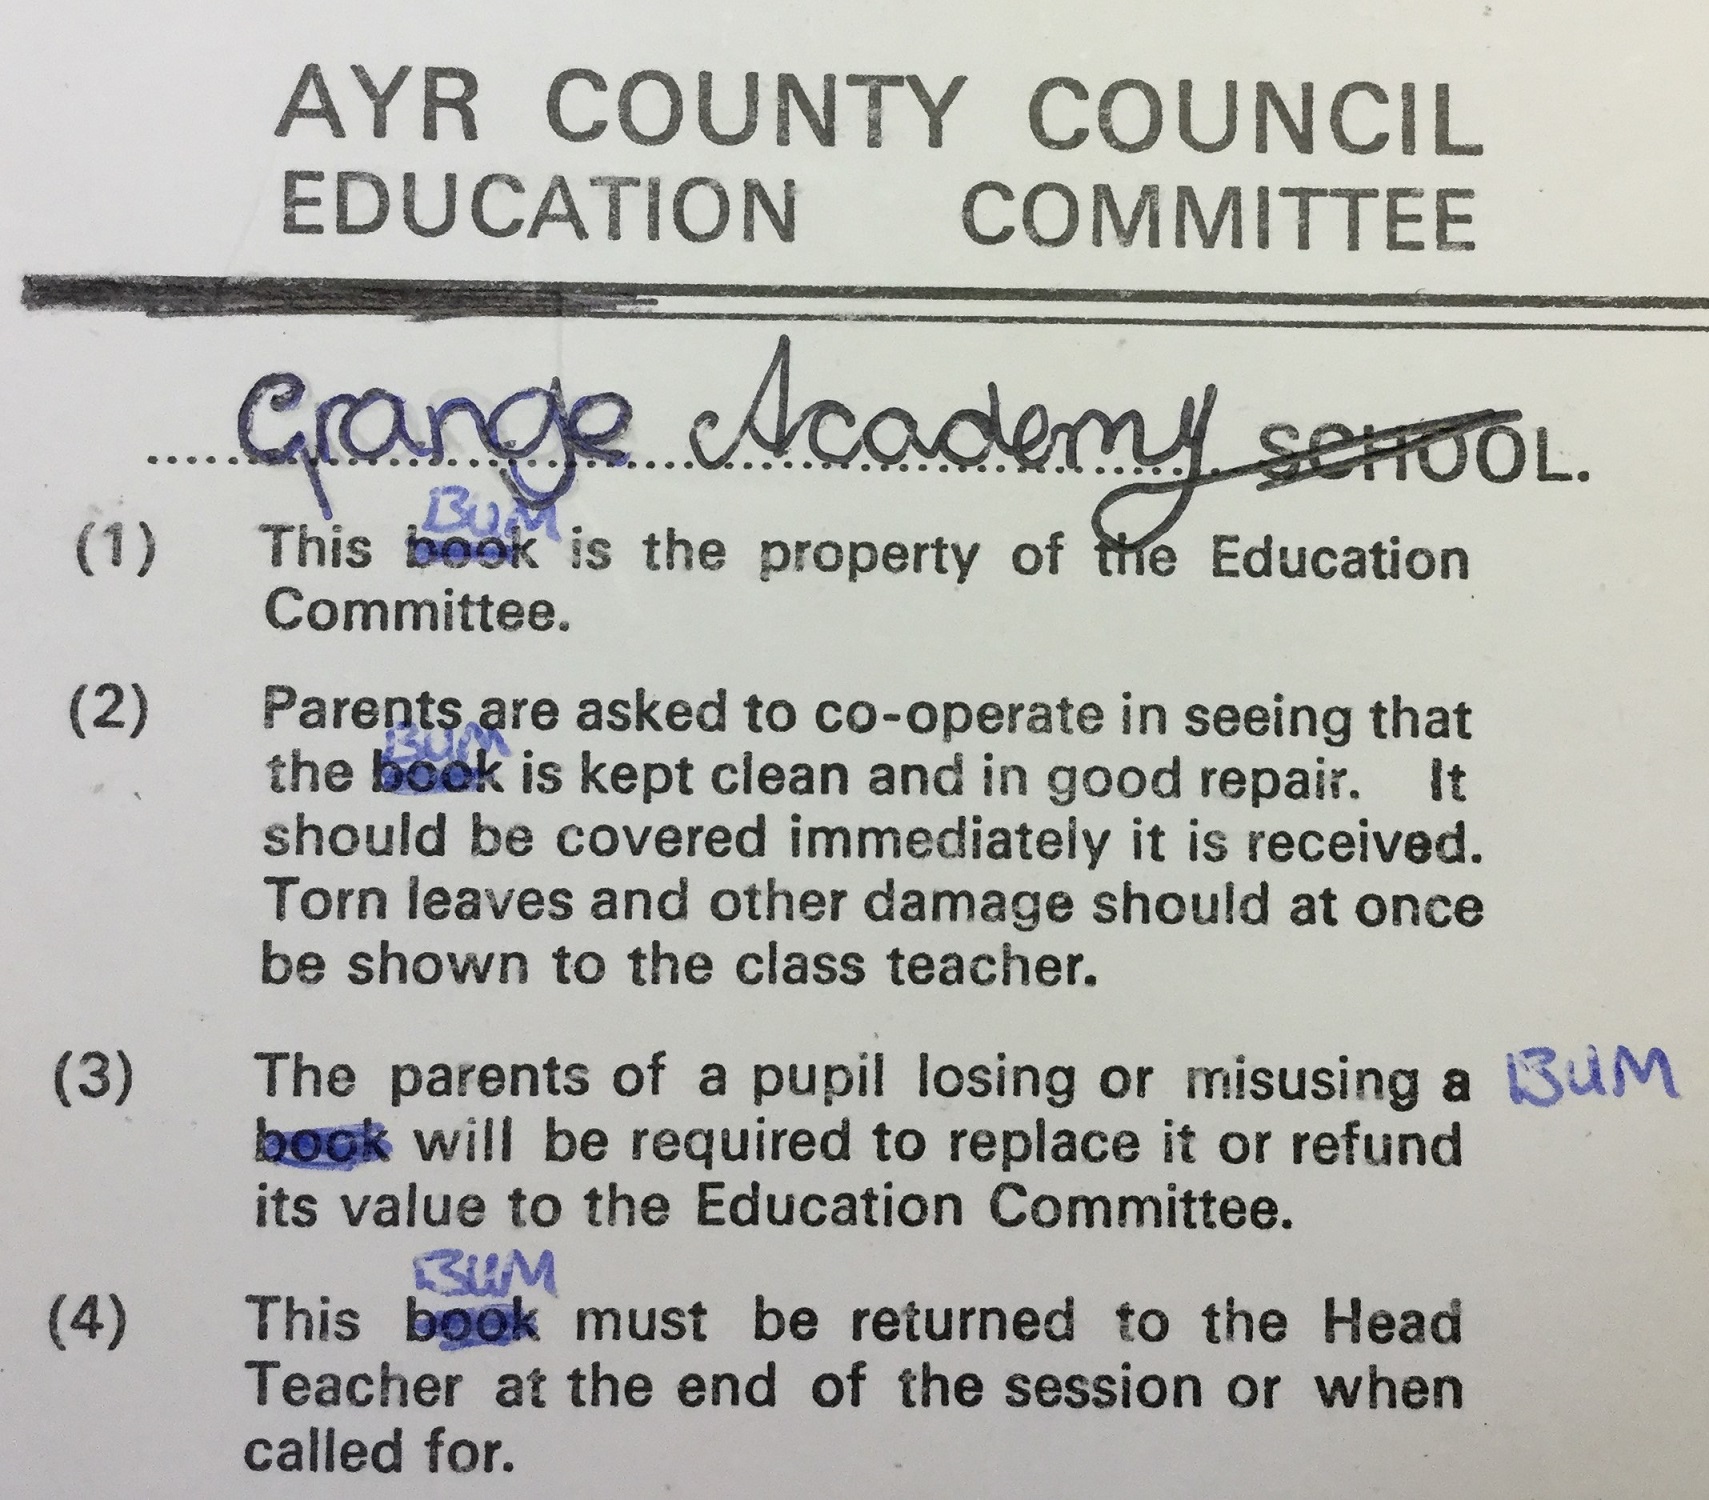 AYR COUNTY COUNCIL
EDUCATION COMMITTEE
Grange Academy SCHOOL.
BUM
(1) This book is the property of the Education
Committee.
(2) Parents are asked to co-operate in seeing that
BUM
the book is kept clean and in good repair. It
should be covered immediately it is received.
Torn leaves and other damage should at once
be shown to the class teacher.
(3) The parents of a pupil losing or misusing a BUM
book will be required to replace it or refund
its value to the Education Committee.
BUM
(4) This book must be returned to the Head
Teacher at the end of the session or when
called for.